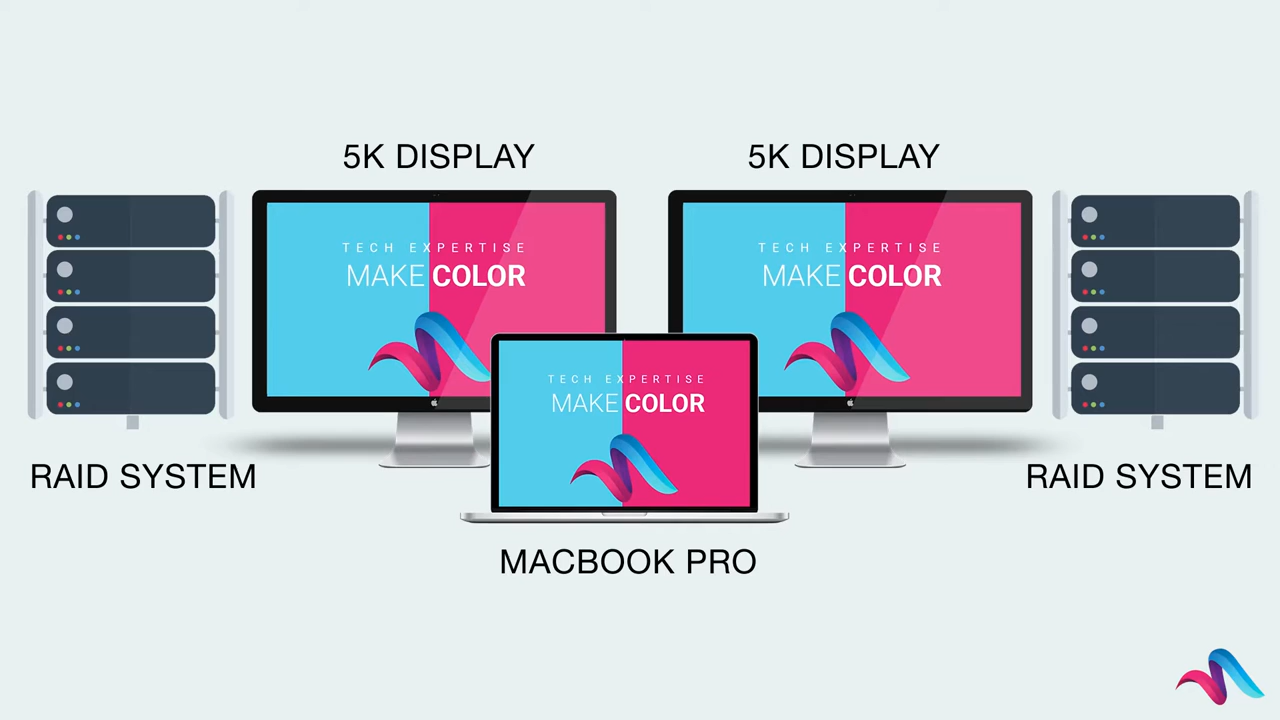 5K DISPLAY
5K DISPLAY
TECH EXPERTISE
MAKE COLOR
TECH EXPERTISE
MAKE COLOR
TECH EXPERTISE
MAKE COLOR
RAID SYSTEM
RAID SYSTEM
MACBOOK PRO